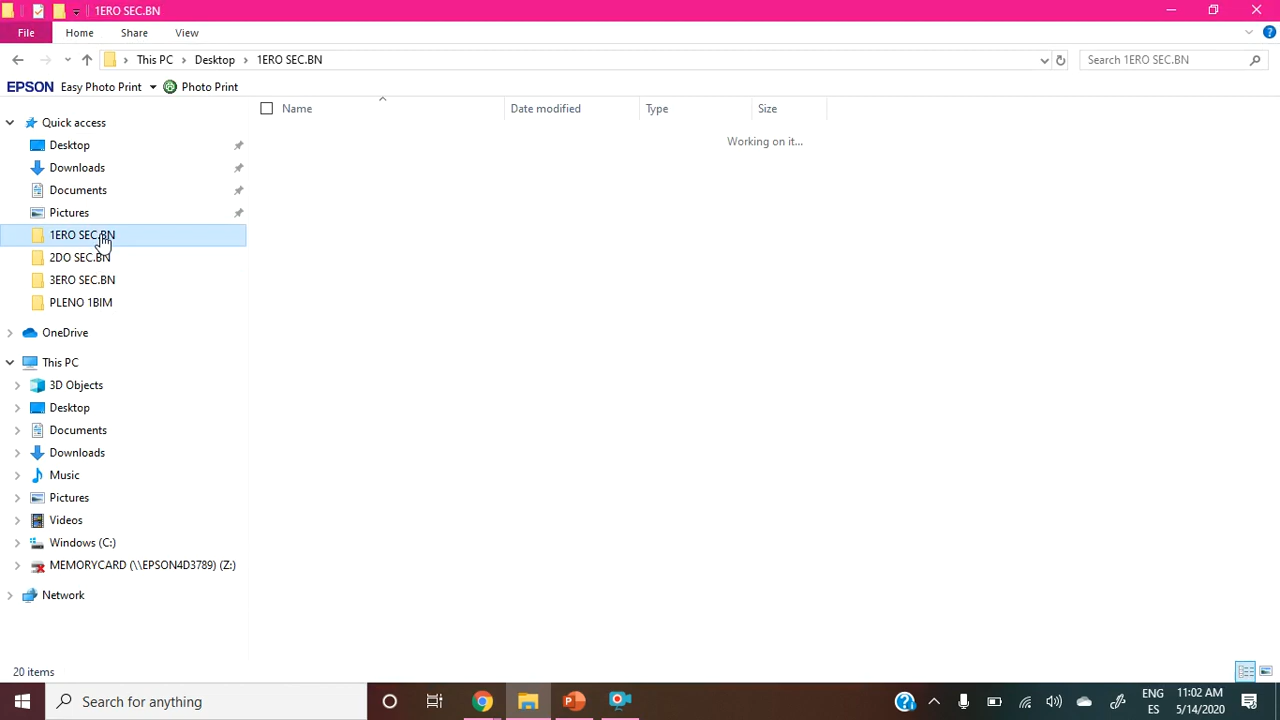 1ERO SEC.BN
File Home Share View
This PC Desktop 1ERO SEC.BN Search 1ERO SEC.BN
EPSON Easy Photo Print Photo Print
Name Date modified Type Size
Working on it...
Quick access
Desktop
Downloads
Documents
Pictures
1ERO SEC.BN
2DO SEC.BN
3ERO SEC.BN
PLENO 1BIM
OneDrive
This PC
3D Objects
Desktop
Documents
Downloads
Music
Pictures
Videos
Windows (C:)
MEMORYCARD (\\EPSON4D3789) (Z:)
Network
20 items
Search for anything
ENG 11:02 AM
ES 5/14/2020